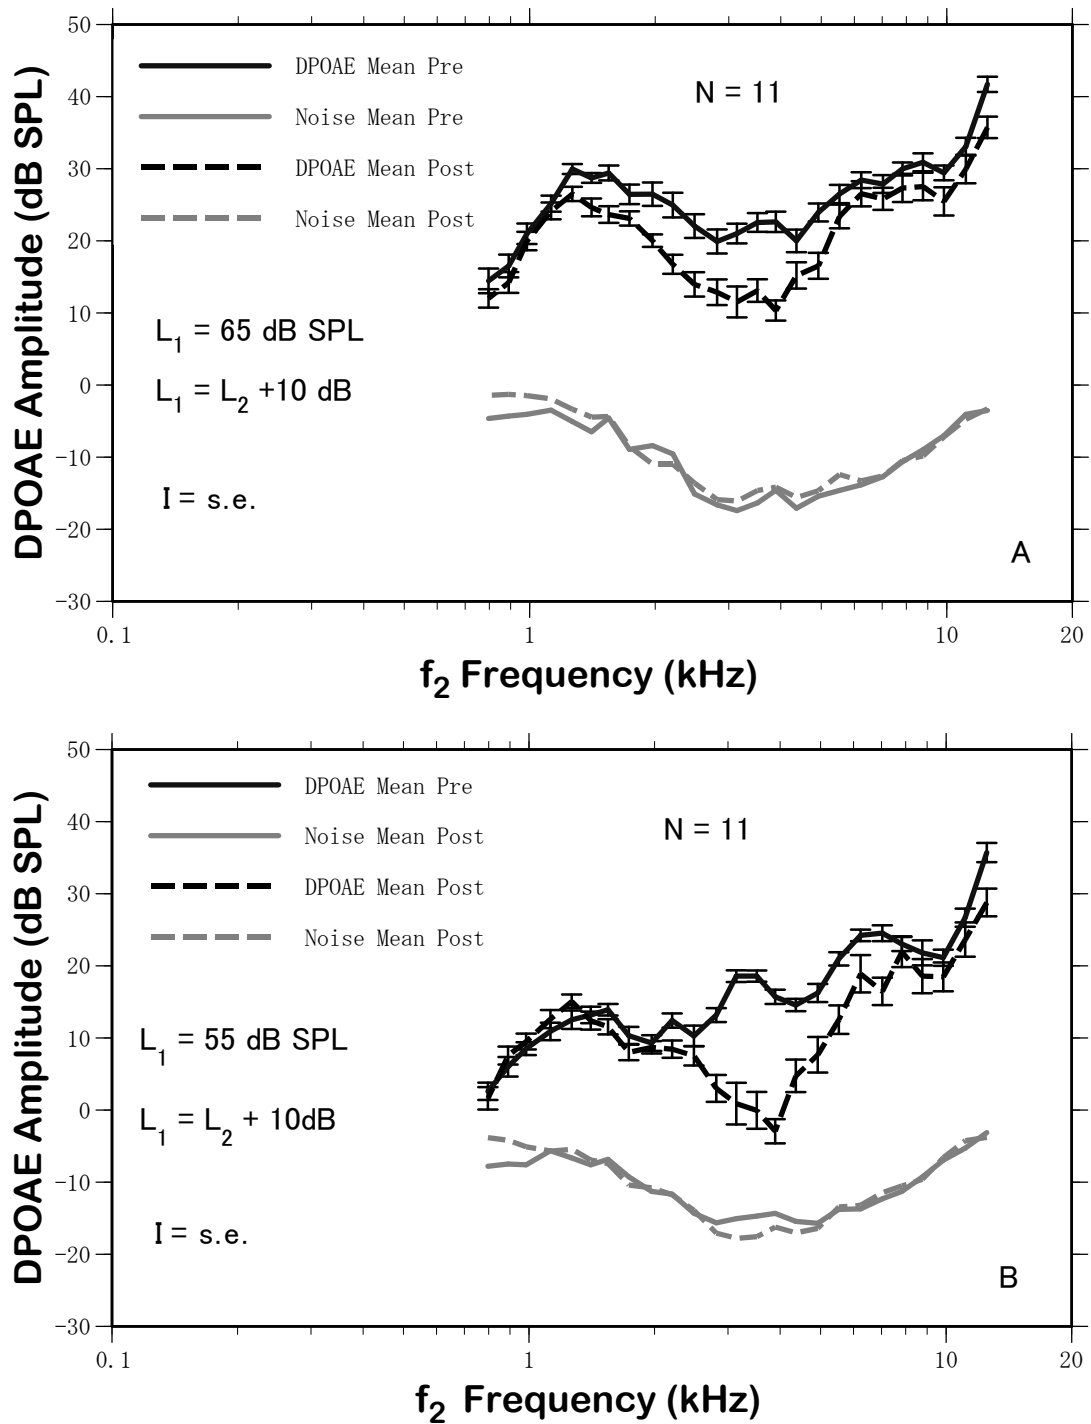 50
40
30
20
10
0
-10
-20
-30
DPOAE Amplitude (dB SPL)
DPOAE Mean Pre
Noise Mean Pre
DPOAE Mean Post
Noise Mean Post
N = 11
L1 = 65 dB SPL
L1 = L2 +10 dB
I = s.e.
A
0.1 1 10 20
f2 Frequency (kHz)
50
40
30
20
10
0
-10
-20
-30
DPOAE Amplitude (dB SPL)
DPOAE Mean Pre
Noise Mean Post
DPOAE Mean Post
Noise Mean Post
N = 11
L1 = 55 dB SPL
L1 = L2 + 10dB
I = s.e.
B
0.1 1 10 20
f2 Frequency (kHz)